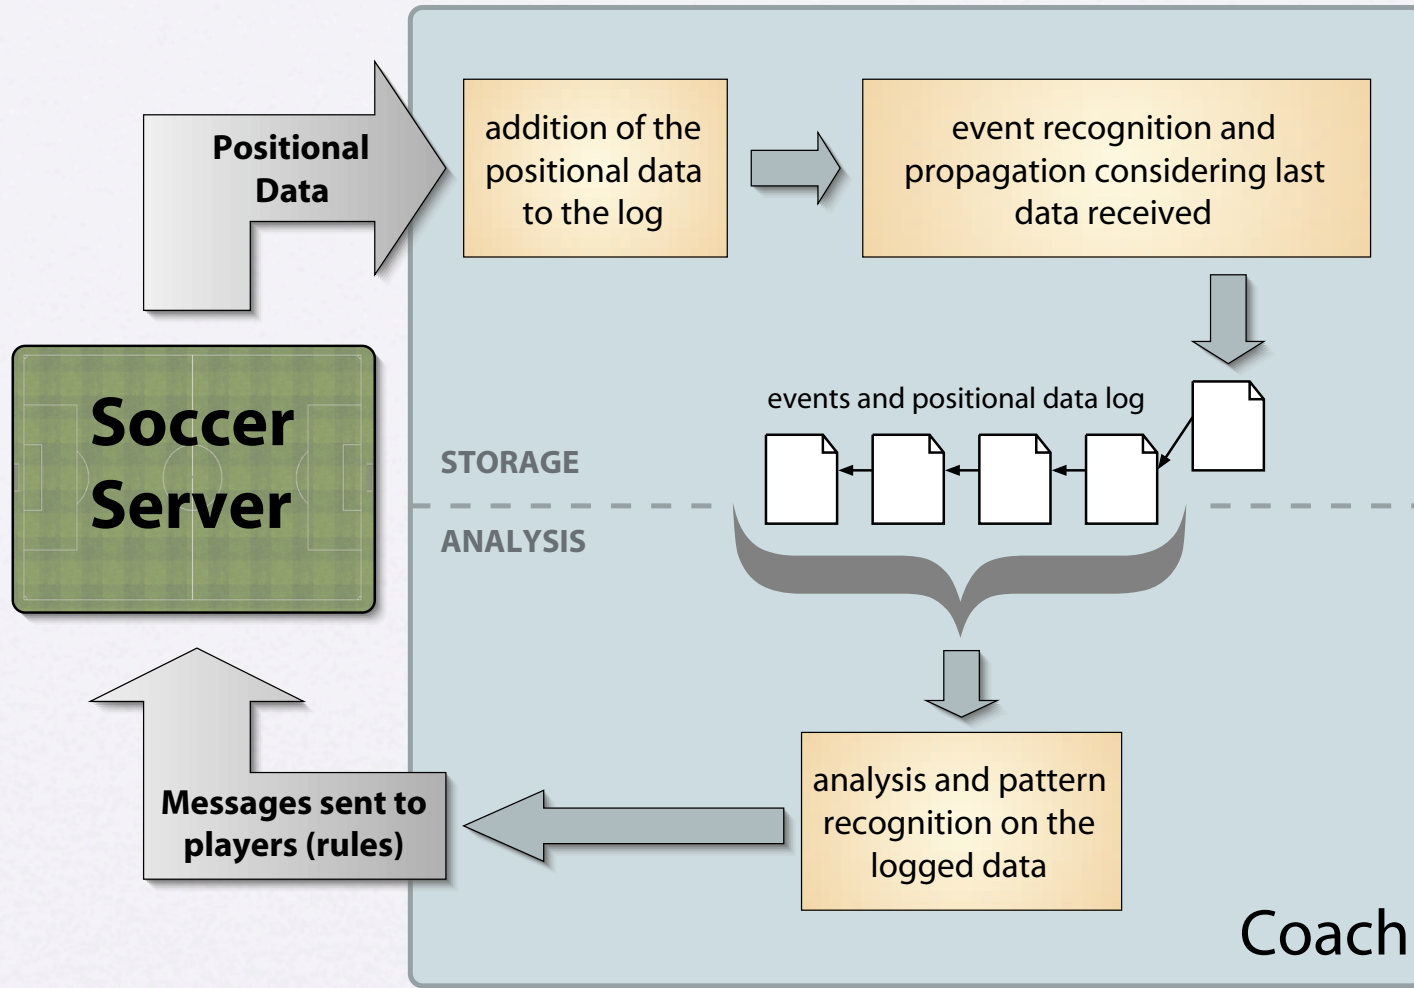 Positional
Data
addition of the
positional data
to the log
event recognition and
propagation considering last
data received
Soccer
Server
events and positional data log
STORAGE
ANALYSIS
analysis and pattern
recognition on the
logged data
Messages sent to
players (rules)
Coach